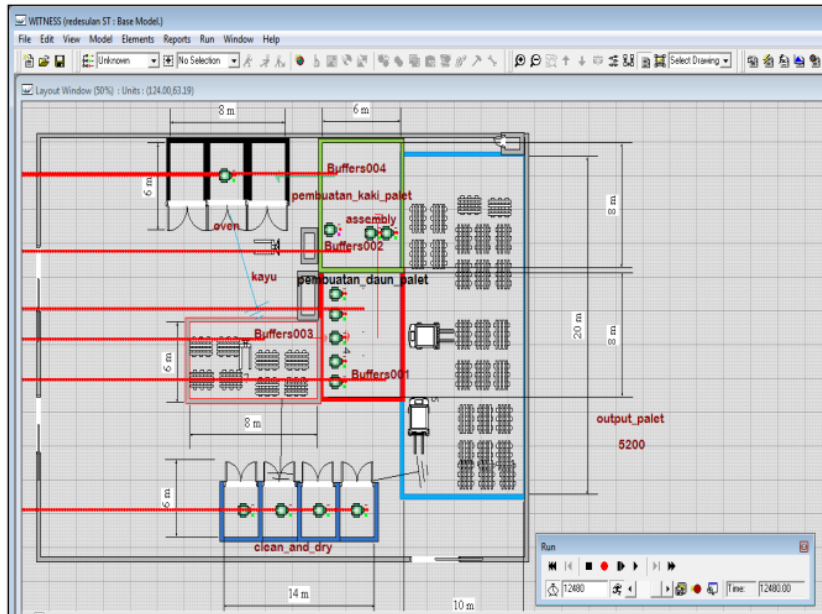 WITNESS (redesulan ST : Base Model.)
File Edit View Model Elements Reports Run Window Help
Unknown No Selection Select Drawing
Layout Window (50%) : Units : (124.00,63.19)
8 m
6 m
Buffers004
6 m
pembuatan_kaki_palet
8 m
assembly
oven
Buffers002
kayu
pembuatan_daun_palet
20 m
Buffers003
8 m
6 m
Buffers001
8 m
output_palet
5200
6 m
clean_and_dry
14 m
10 m
Run
12480 Time: 12480.00